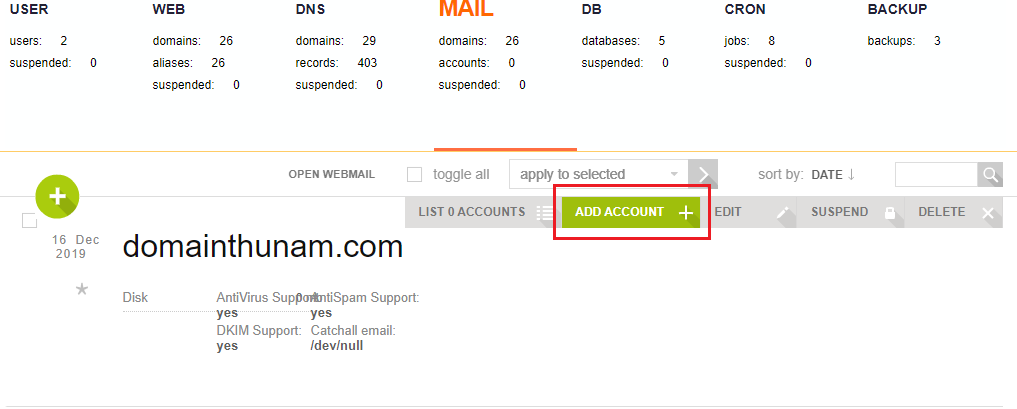 USER WEB DNS MAIL DB CRON BACKUP
users: 2 domains: 26 domains: 29 domains: 26 databases: 5 jobs: 8 backups: 3
suspended: 0 aliases: 26 records: 403 accounts: 0 suspended: 0 suspended: 0
suspended: 0 suspended: 0 suspended: 0
OPEN WEBMAIL toggle all apply to selected sort by: DATE ↓
LIST 0 ACCOUNTS ADD ACCOUNT EDIT SUSPEND DELETE
16 Dec
2019
domainthunam.com
Disk 0 mb AntiVirus Support: AntiSpam Support:
yes yes
DKIM Support: Catchall email:
yes /dev/null